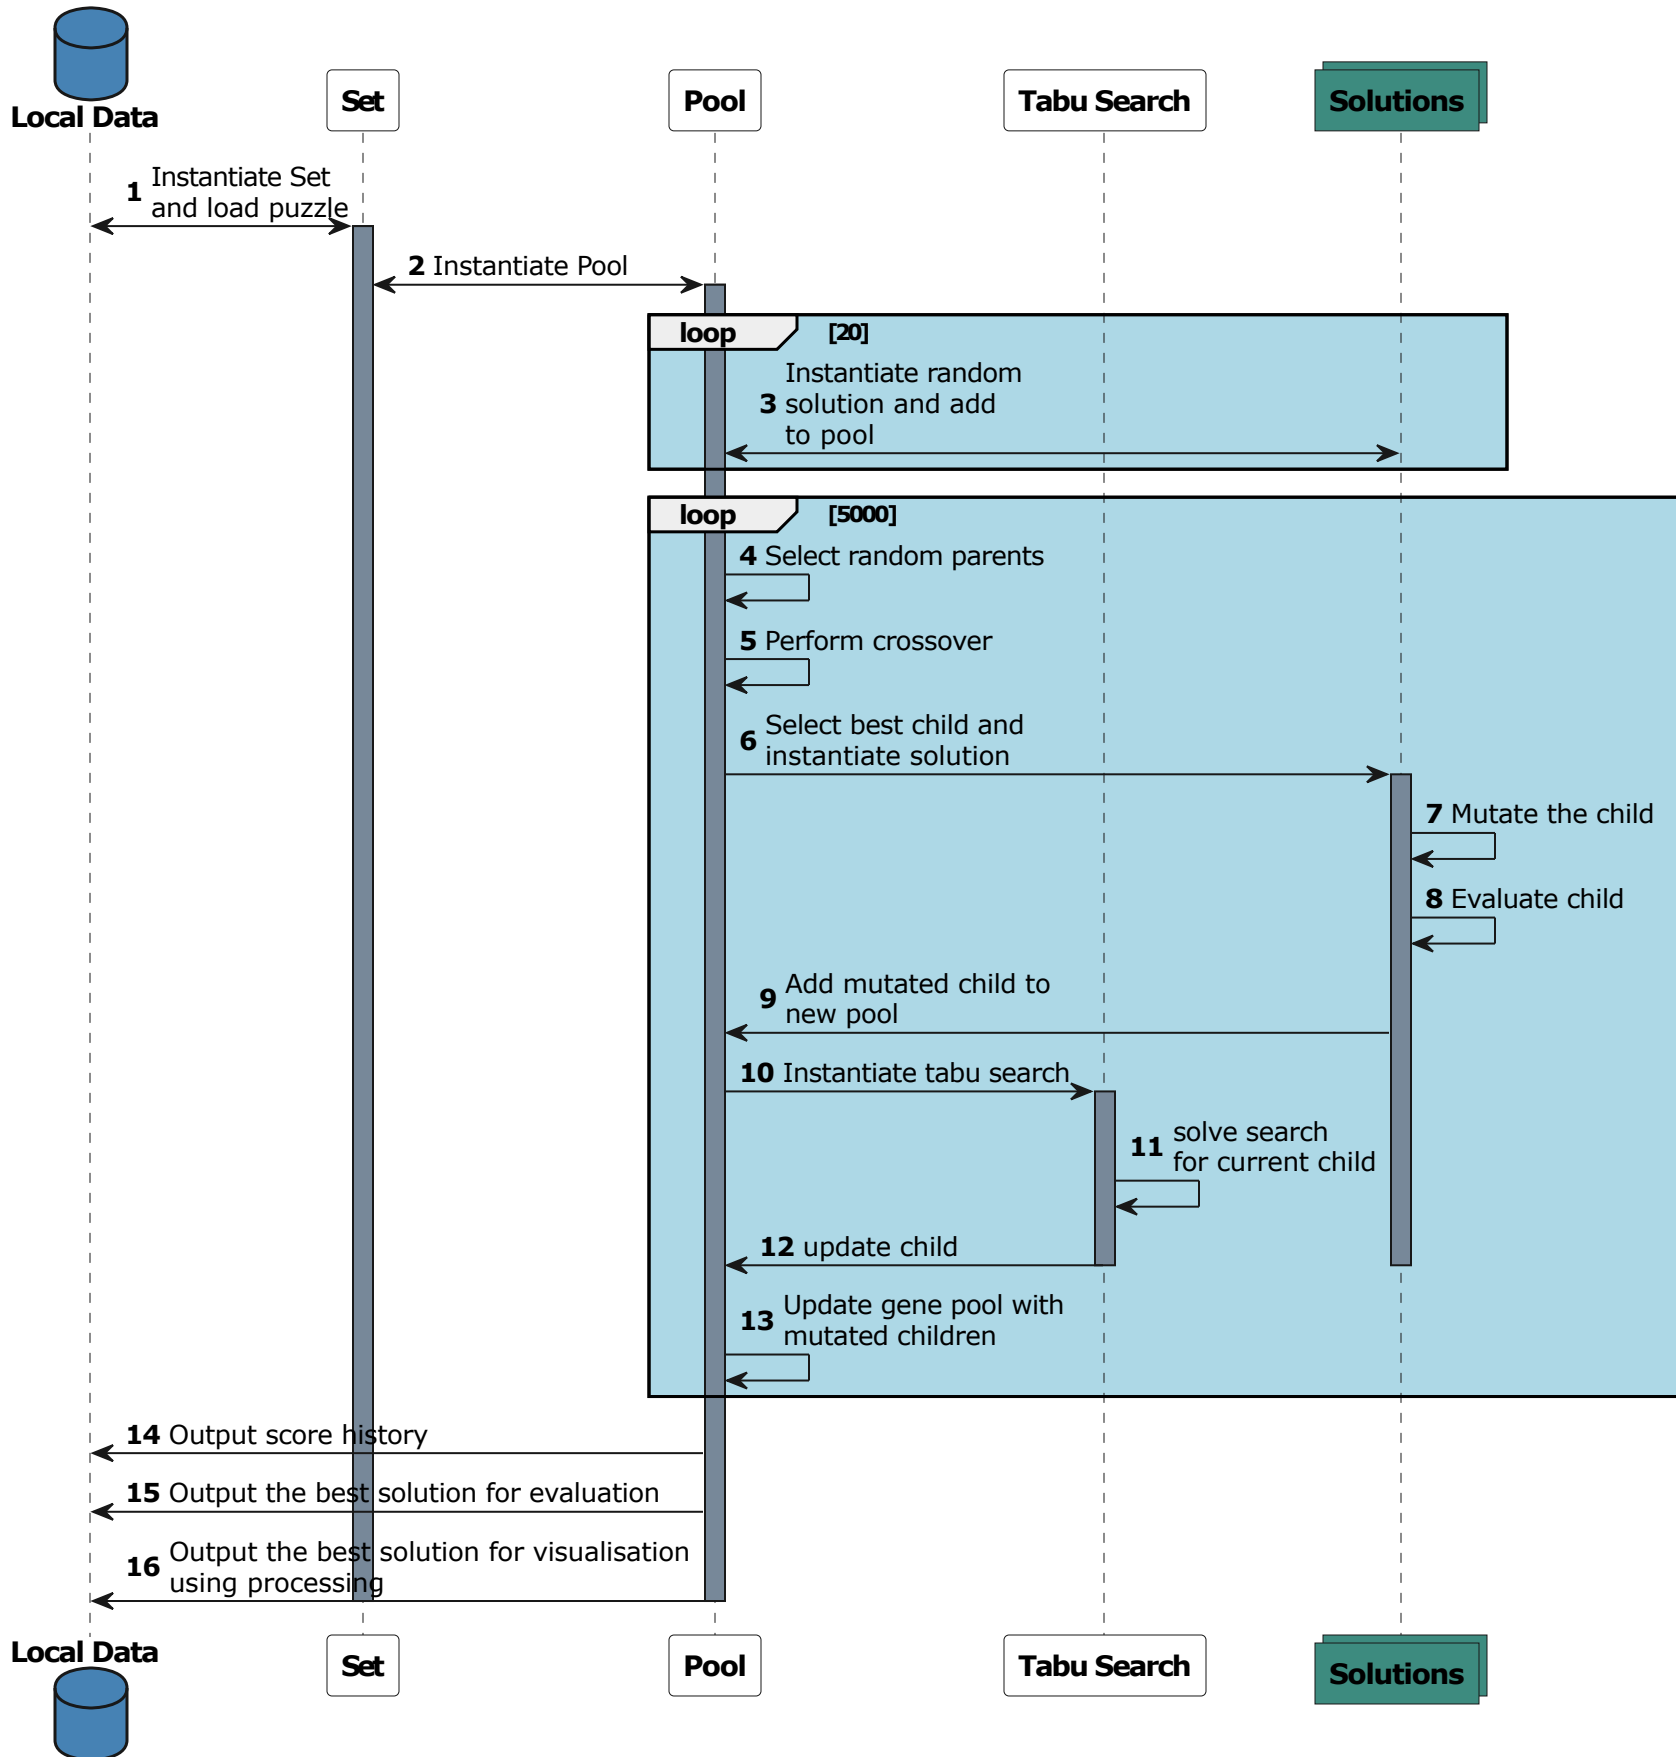 Local Data
Set
Pool
Tabu Search
Solutions
1 Instantiate Set
and load puzzle
2 Instantiate Pool
loop [20]
Instantiate random
3 solution and add
to pool
loop [5000]
4 Select random parents
5 Perform crossover
6 Select best child and
instantiate solution
7 Mutate the child
8 Evaluate child
9 Add mutated child to
new pool
10 Instantiate tabu search
11 solve search
for current child
12 update child
13 Update gene pool with
mutated children
14 Output score history
15 Output the best solution for evaluation
16 Output the best solution for visualisation
using processing
Local Data
Set
Pool
Tabu Search
Solutions